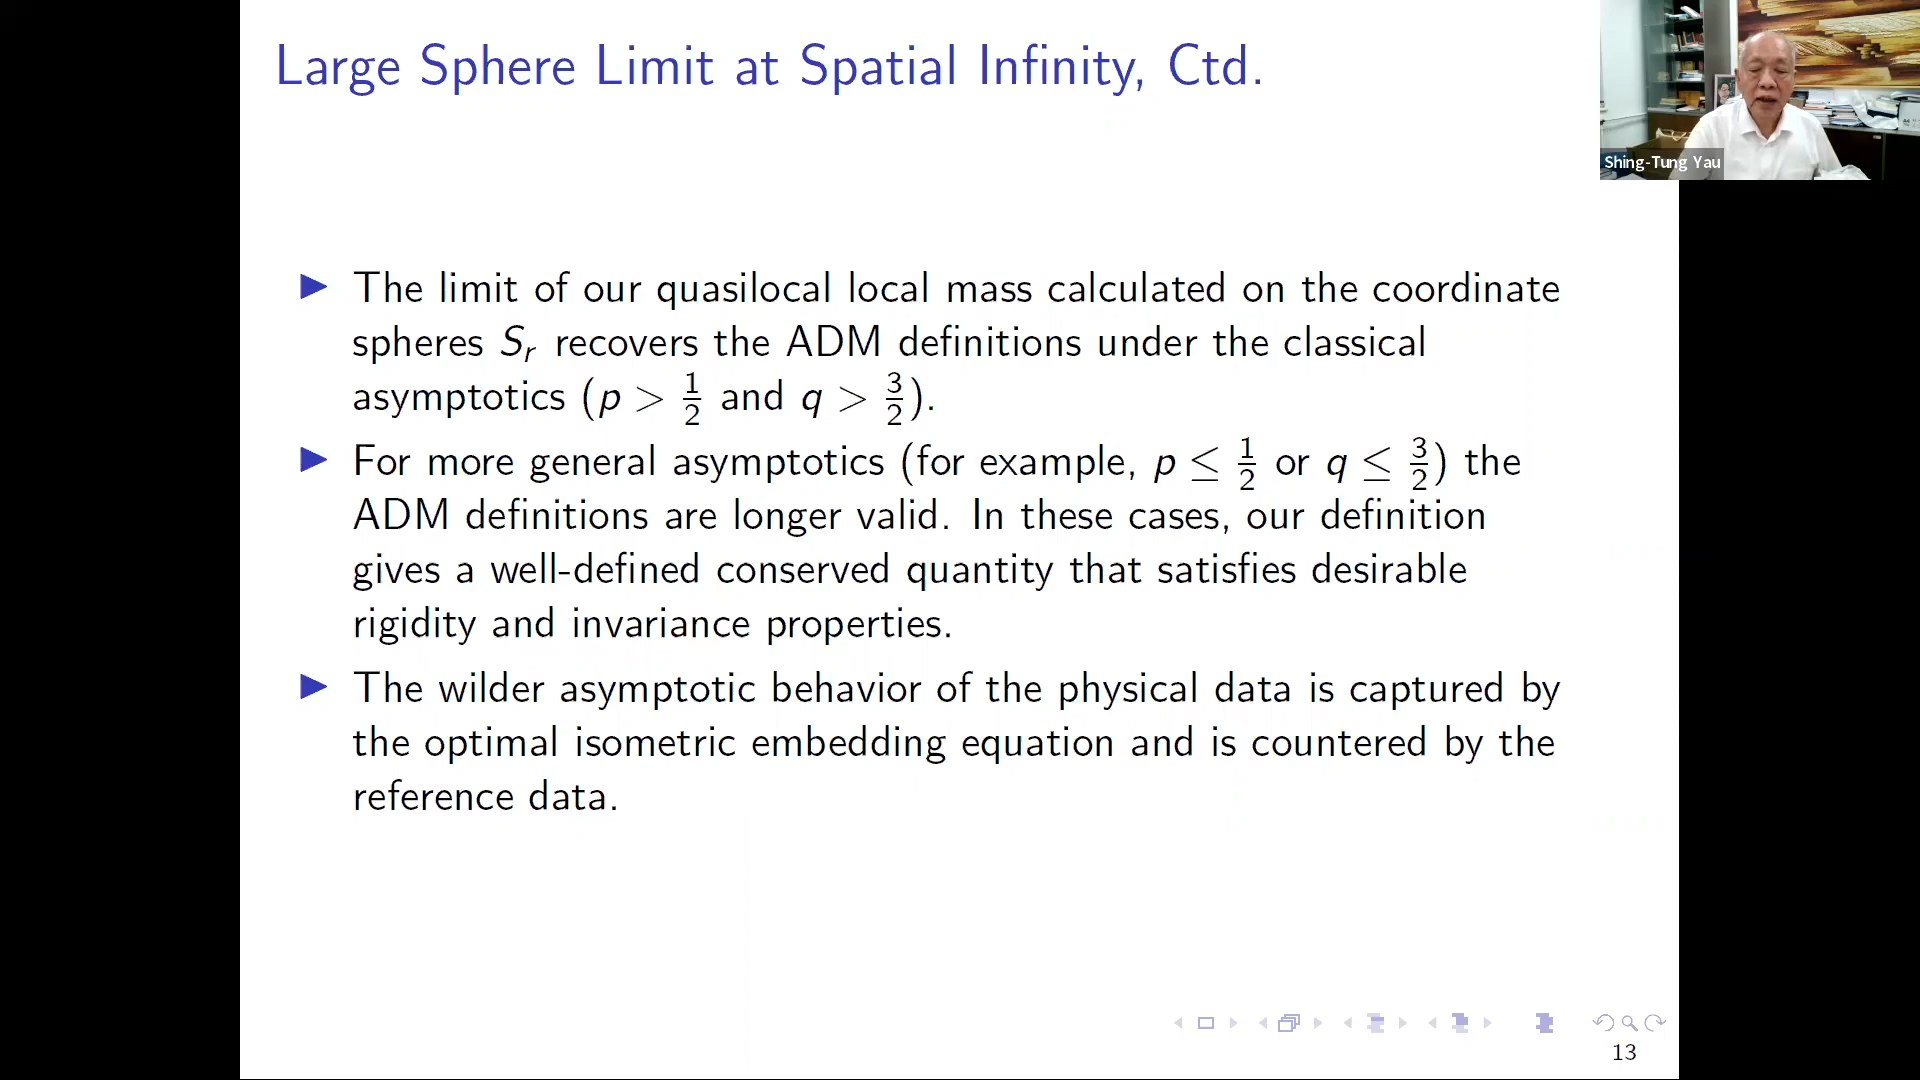 Large Sphere Limit at Spatial Infinity, Ctd.
Shing-Tung Yau
▶ The limit of our quasilocal local mass calculated on the coordinate
spheres S_r recovers the ADM definitions under the classical
asymptotics (p > 1/2 and q > 3/2).
▶ For more general asymptotics (for example, p ≤ 1/2 or q ≤ 3/2) the
ADM definitions are longer valid. In these cases, our definition
gives a well-defined conserved quantity that satisfies desirable
rigidity and invariance properties.
▶ The wilder asymptotic behavior of the physical data is captured by
the optimal isometric embedding equation and is countered by the
reference data.
13